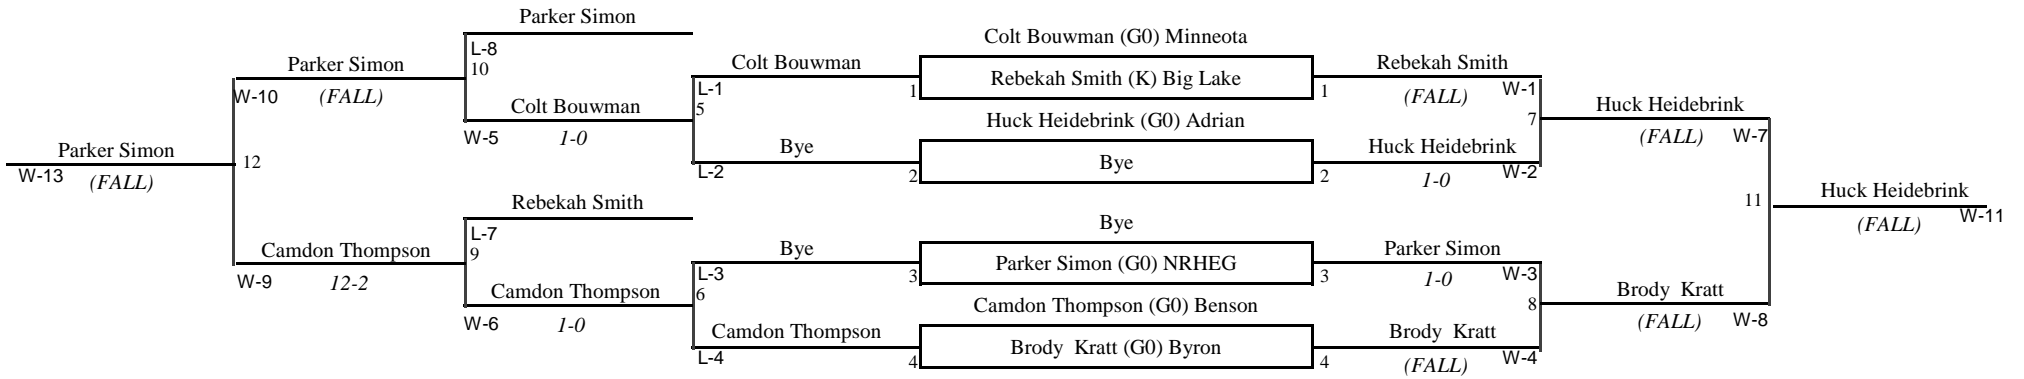 Parker Simon
L-8
10
Parker Simon
W-10
(FALL)
Colt Bouwman
W-5
1-0
Parker Simon
W-13
(FALL)
12
Rebekah Smith
L-7
9
Camdon Thompson
W-9
12-2
Camdon Thompson
W-6
1-0
Colt Bouwman
L-1
5
Bye
L-2
Bye
L-3
6
Camdon Thompson
L-4
Colt Bouwman (G0) Minneota
1 Rebekah Smith (K) Big Lake 1
Huck Heidebrink (G0) Adrian
2 Bye 2
Bye
3 Parker Simon (G0) NRHEG 3
Camdon Thompson (G0) Benson
4 Brody Kratt (G0) Byron 4
Rebekah Smith
(FALL) W-1
7
Huck Heidebrink
1-0 W-2
Parker Simon
1-0 W-3
8
Brody Kratt
(FALL) W-4
Huck Heidebrink
(FALL) W-7
11
Brody Kratt
(FALL) W-8
Huck Heidebrink
(FALL) W-11